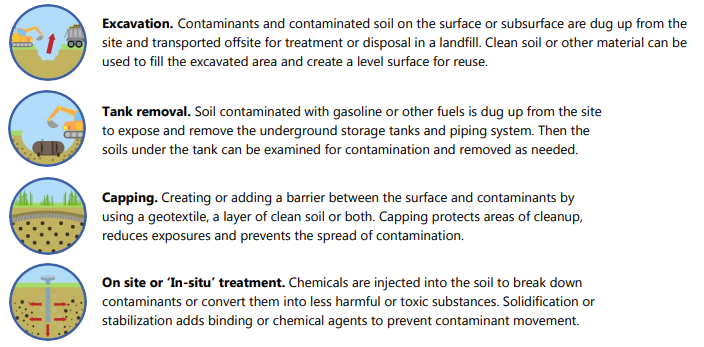 Excavation. Contaminants and contaminated soil on the surface or subsurface are dug up from the
site and transported offsite for treatment or disposal in a landfill. Clean soil or other material can be
used to fill the excavated area and create a level surface for reuse.
Tank removal. Soil contaminated with gasoline or other fuels is dug up from the site
to expose and remove the underground storage tanks and piping system. Then the
soils under the tank can be examined for contamination and removed as needed.
Capping. Creating or adding a barrier between the surface and contaminants by
using a geotextile, a layer of clean soil or both. Capping protects areas of cleanup,
reduces exposures and prevents the spread of contamination.
On site or ‘In-situ’ treatment. Chemicals are injected into the soil to break down
contaminants or convert them into less harmful or toxic substances. Solidification or
stabilization adds binding or chemical agents to prevent contaminant movement.